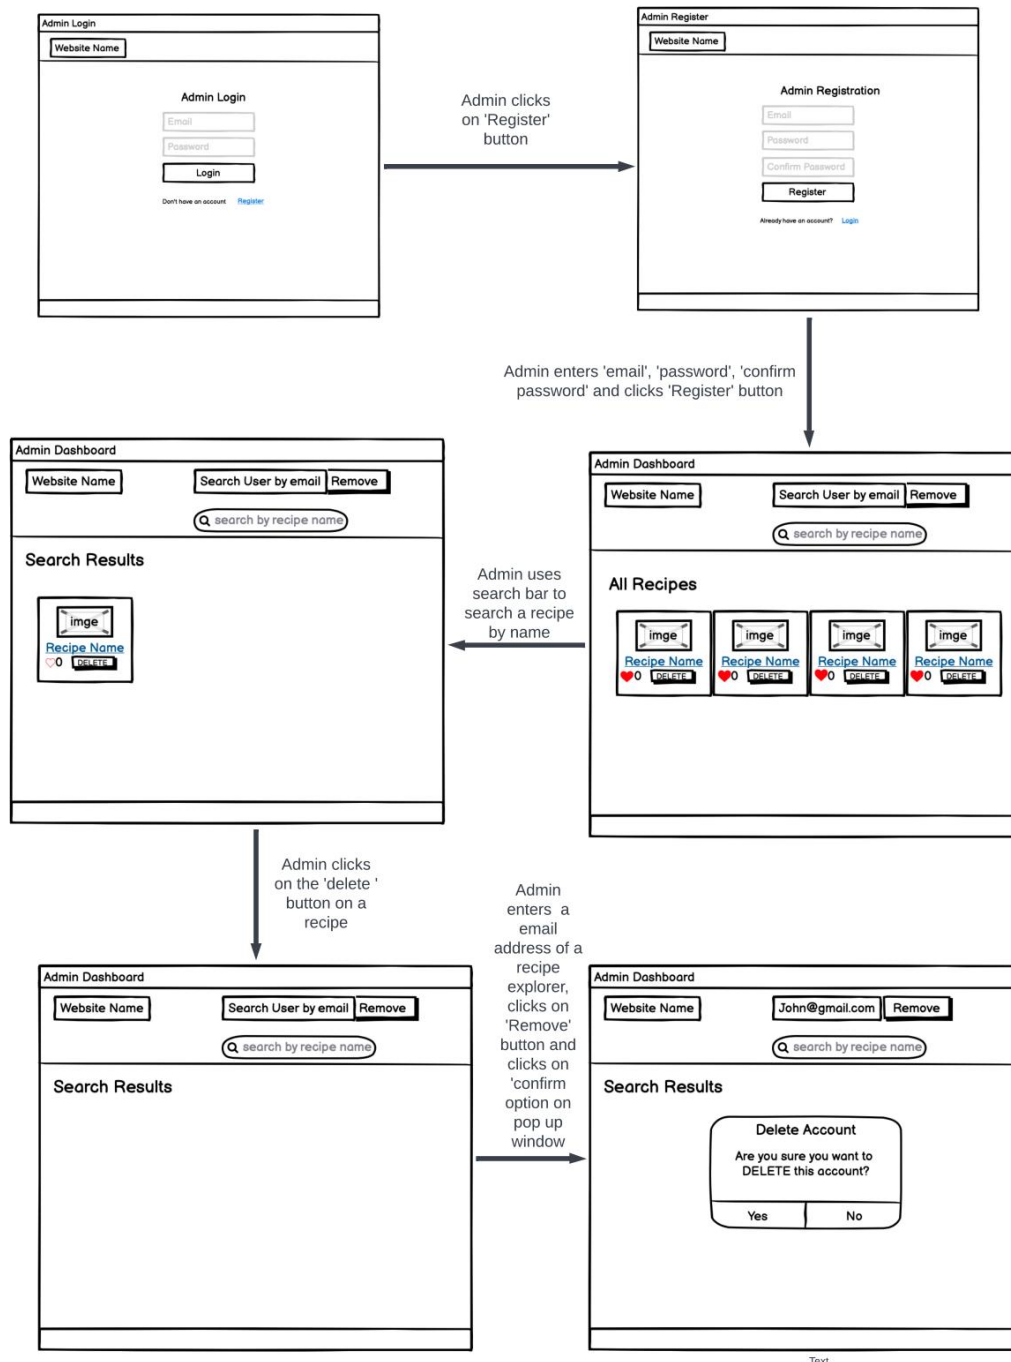 Admin Login
Website Name
Admin Login
Email
Password
Login
Don't have an account Register
Admin clicks
on 'Register'
button
Admin Register
Website Name
Admin Registration
Email
Password
Confirm Password
Register
Already have an account? Login
Admin enters 'email', 'password', 'confirm
password' and clicks 'Register' button
Admin Dashboard
Website Name
Search User by email Remove
search by recipe name
All Recipes
imge imge imge imge
Recipe Name Recipe Name Recipe Name Recipe Name
0 DELETE 0 DELETE 0 DELETE 0 DELETE
Admin uses
search bar to
search a recipe
by name
Admin Dashboard
Website Name
Search User by email Remove
search by recipe name
Search Results
imge
Recipe Name
0 DELETE
Admin clicks
on the 'delete '
button on a
recipe
Admin Dashboard
Website Name
Search User by email Remove
search by recipe name
Search Results
Admin
enters a
email
address of a
recipe
explorer,
clicks on
'Remove'
button and
clicks on
'confirm
option on
pop up
window
Admin Dashboard
Website Name
John@gmail.com Remove
search by recipe name
Search Results
Delete Account
Are you sure you want to
DELETE this account?
Yes No
Text